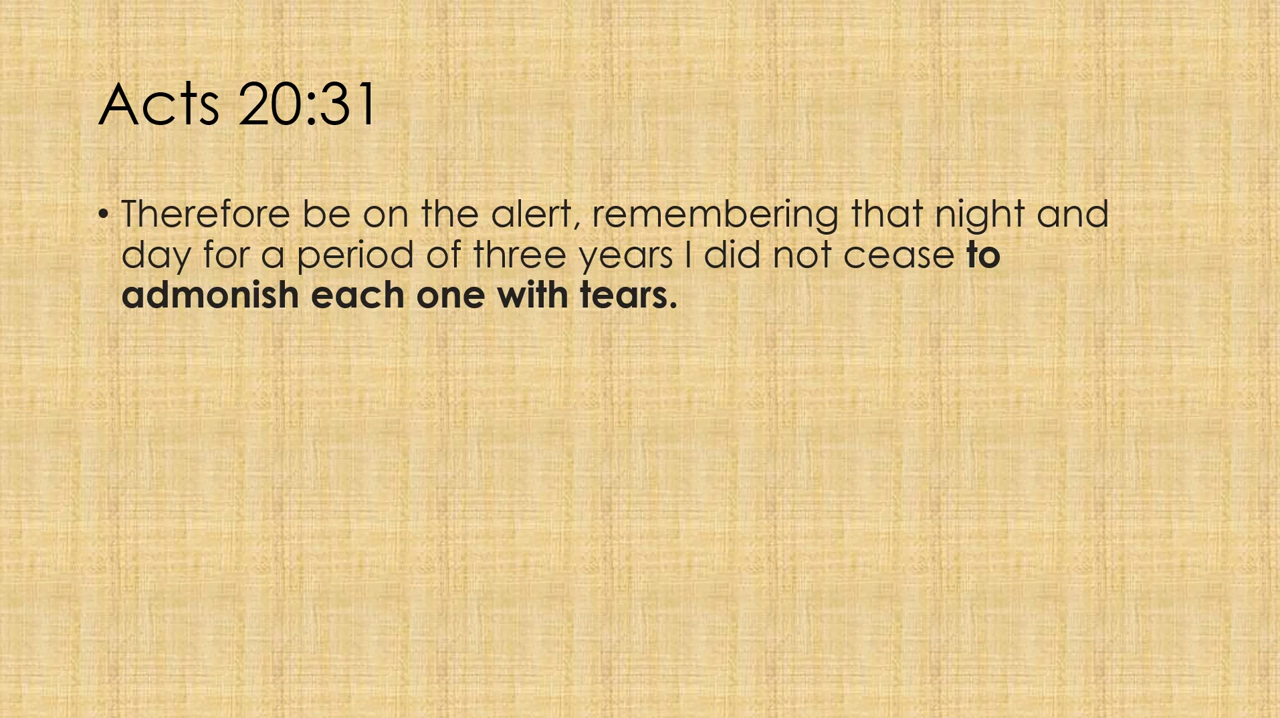 Acts 20:31
• Therefore be on the alert, remembering that night and
day for a period of three years I did not cease to
admonish each one with tears.